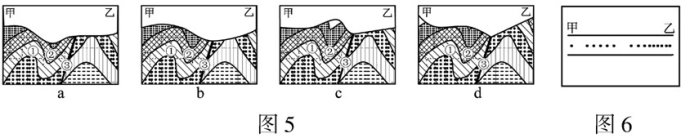 甲 乙 甲 乙 甲 乙 甲 乙 甲 乙
① ② ③ ① ② ③ ① ② ③ ① ② ③
a b c d
图5 图6